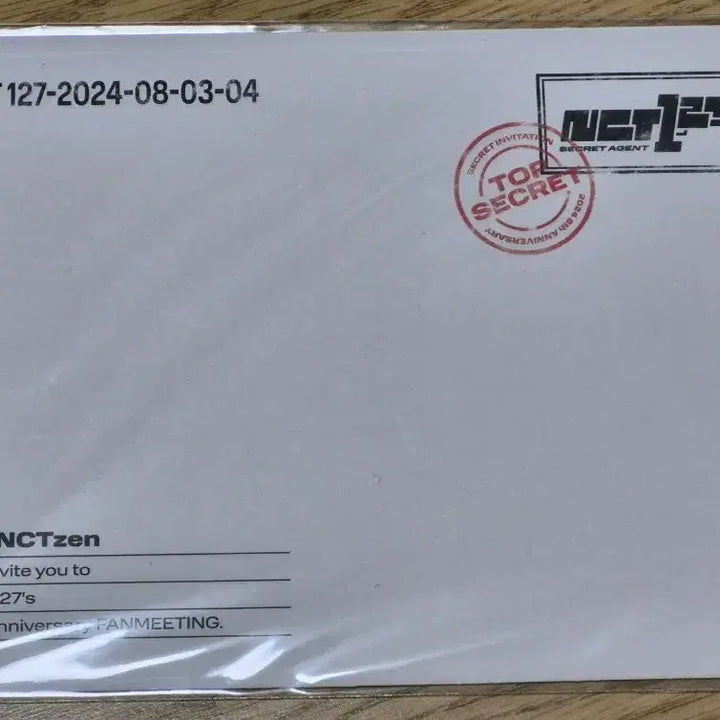 127-2024-08-03-04
NCT127
SECRET AGENT
SECRET INVITATION
TOP
SECRET
2024 8th ANNIVERSARY
NCTzen
vite you to
27's
nniversary FANMEETING.